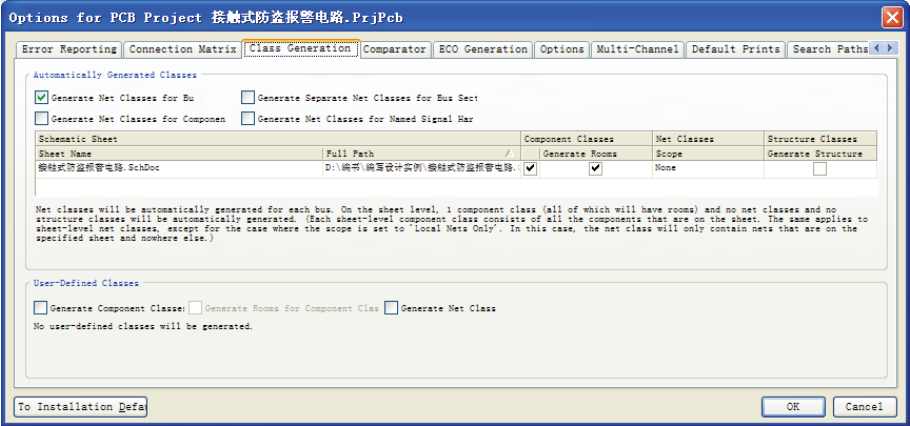 Options for PCB Project 接触式防盗报警电路.PrjPcb
Error Reporting Connection Matrix Class Generation Comparator ECO Generation Options Multi-Channel Default Prints Search Paths
Automatically Generated Classes
Generate Net Classes for Bu Generate Separate Net Classes for Bus Sect
Generate Net Classes for Componen Generate Net Classes for Named Signal Har
Schematic Sheet Component Classes Net Classes Structure Classes
Sheet Name Full Path Generate Rooms Scope Generate Structure
接触式防盗报警电路.SchDoc D:\编书\编写设计实例\接触式防盗报警电路. None
Net classes will be automatically generated for each bus. On the sheet level, 1 component class (all of which will have rooms) and no net classes and no
structure classes will be automatically generated. (Each sheet-level component class consists of all the components that are on the sheet. The same applies to
sheet-level net classes, except for the case where the scope is set to 'Local Nets Only'. In this case, the net class will only contain nets that are on the
specified sheet and nowhere else.)
User-Defined Classes
Generate Component Classe: Generate Rooms for Component Clas Generate Net Class
No user-defined classes will be generated.
To Installation Defau OK Cancel